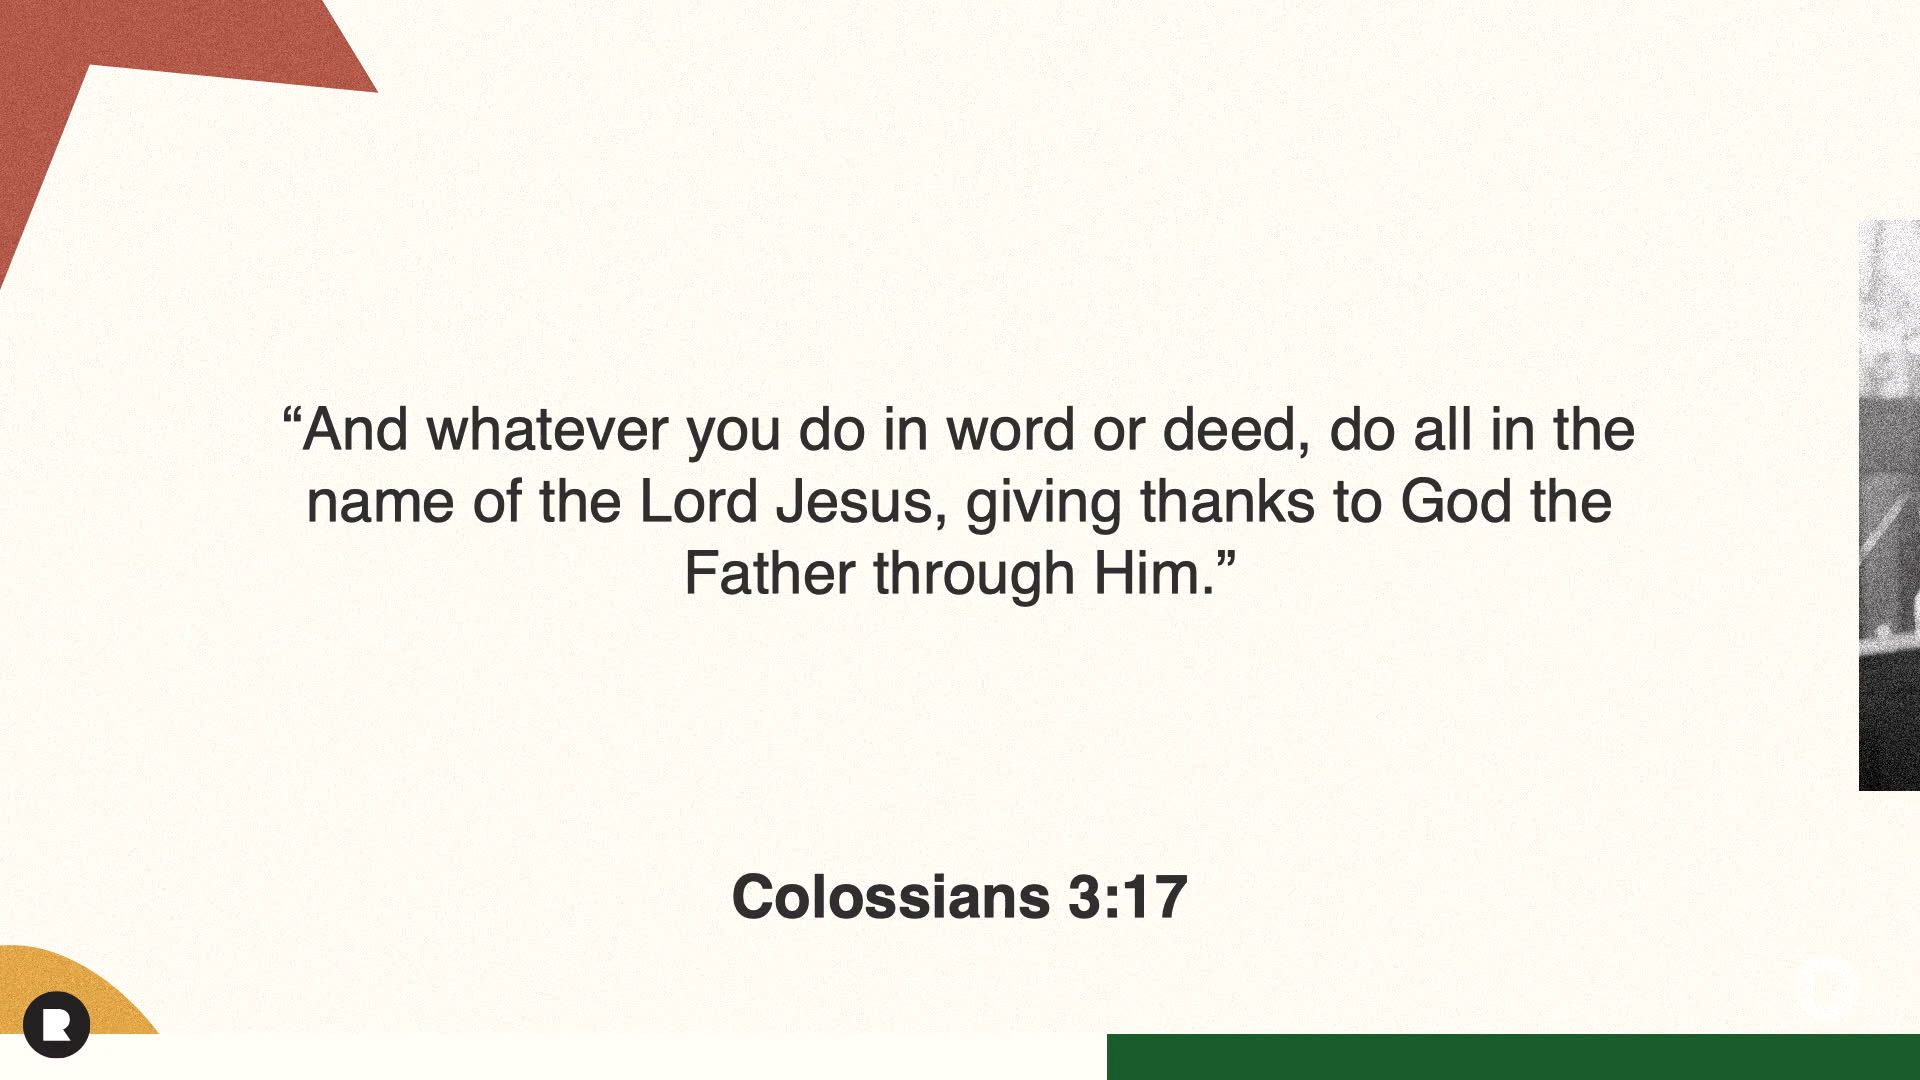 “And whatever you do in word or deed, do all in the
name of the Lord Jesus, giving thanks to God the
Father through Him.”
Colossians 3:17
R